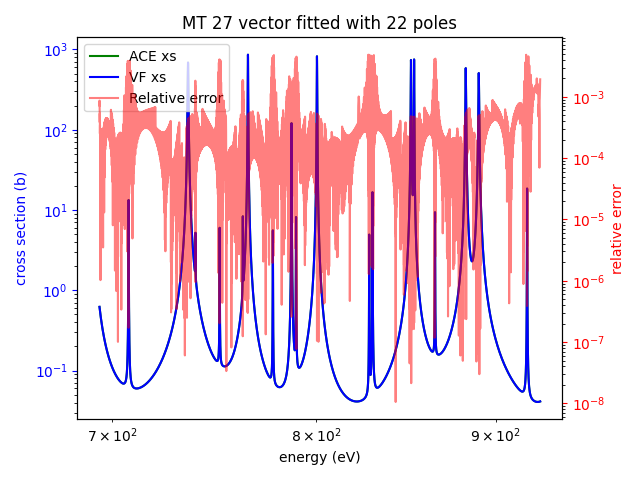 MT 27 vector fitted with 22 poles
ACE xs
VF xs
Relative error
10³
10²
10¹
10⁰
10⁻¹
cross section (b)
10⁻³
10⁻⁴
10⁻⁵
10⁻⁶
10⁻⁷
10⁻⁸
relative error
7 × 10² 8 × 10² 9 × 10²
energy (eV)